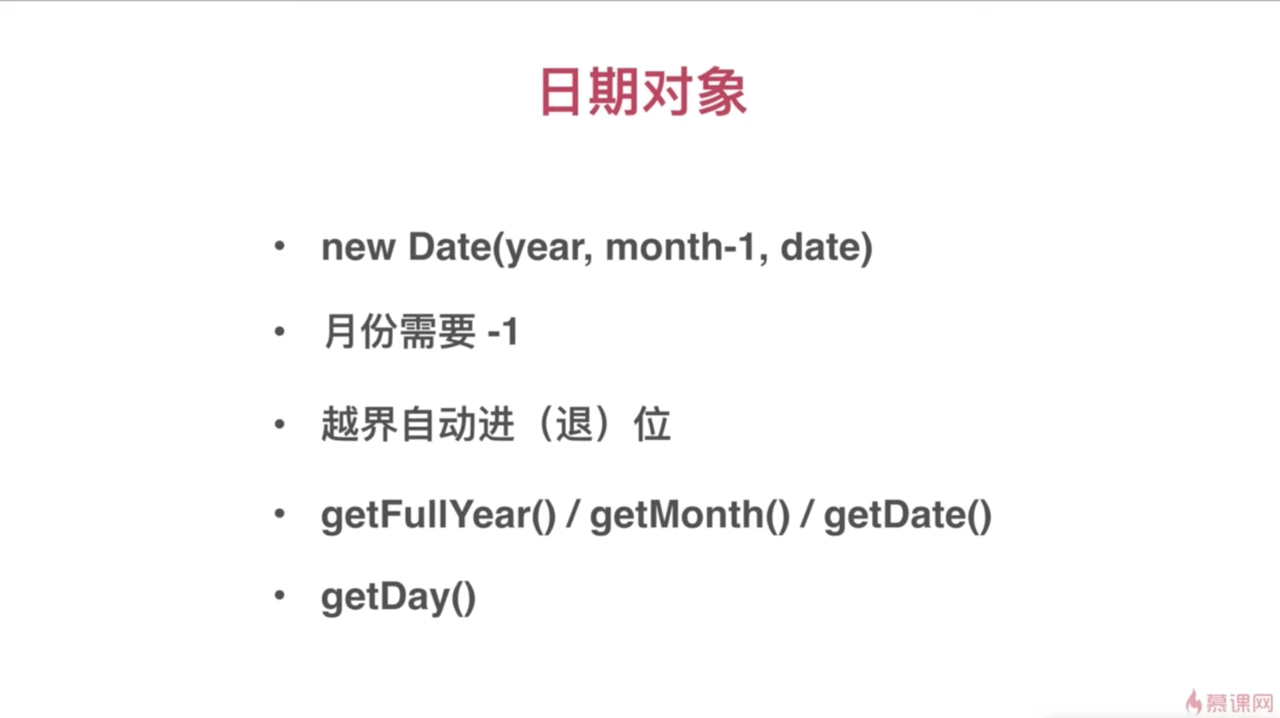 日期对象
• new Date(year, month-1, date)
• 月份需要 -1
• 越界自动进（退）位
• getFullYear() / getMonth() / getDate()
• getDay()
慕课网